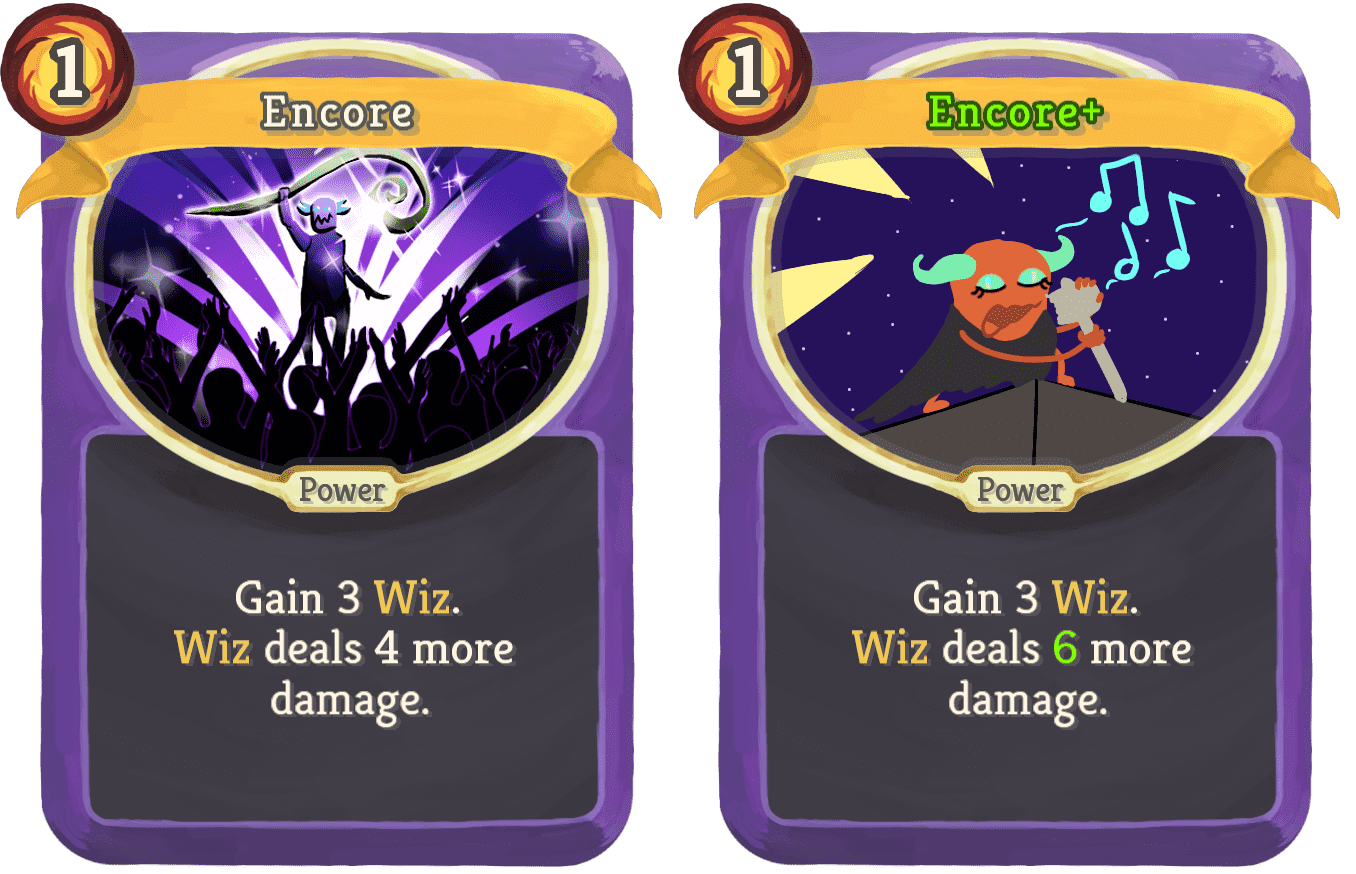 1
Encore
Power
Gain 3 Wiz.
Wiz deals 4 more
damage.
1
Encore+
Power
Gain 3 Wiz.
Wiz deals 6 more
damage.